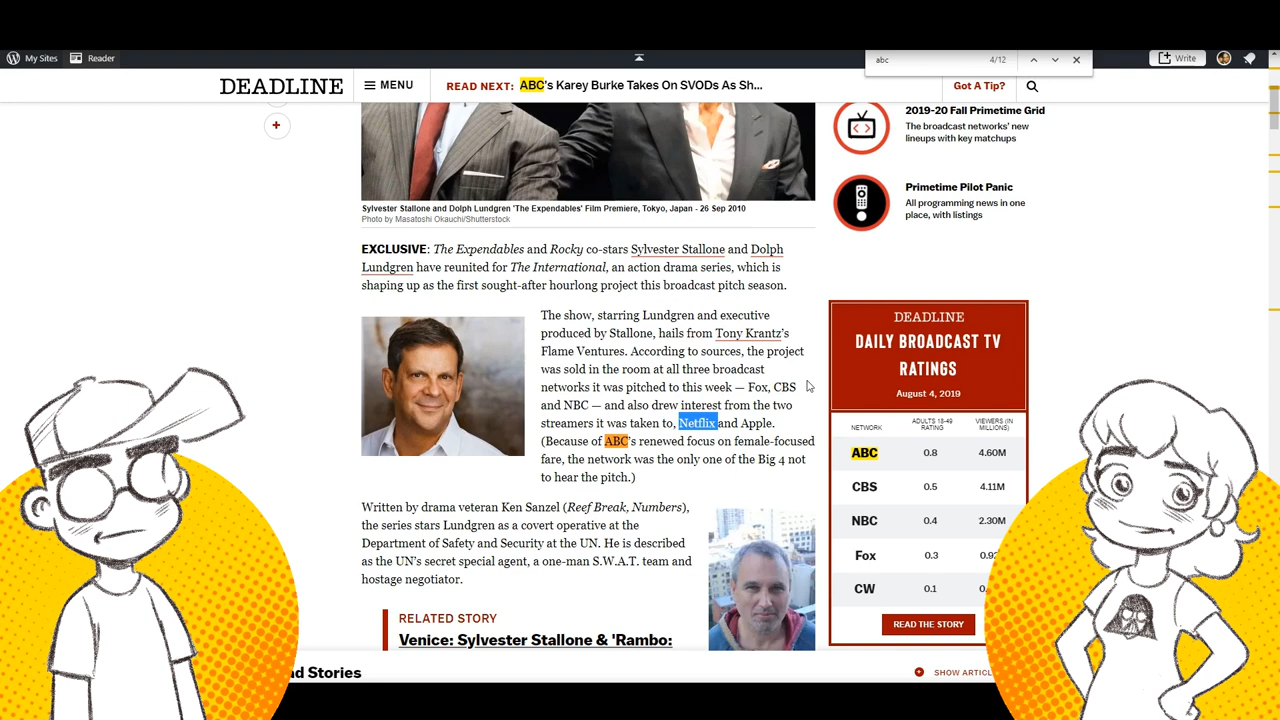 My Sites
Reader
abc
4/12
Write
DEADLINE
MENU
READ NEXT: ABC's Karey Burke Takes On SVODs As Sh...
Got A Tip?
Sylvester Stallone and Dolph Lundgren 'The Expendables' Film Premiere, Tokyo, Japan - 26 Sep 2010
Photo by Masatoshi Okauchi/Shutterstock
EXCLUSIVE: The Expendables and Rocky co-stars Sylvester Stallone and Dolph
Lundgren have reunited for The International, an action drama series, which is
shaping up as the first sought-after hourlong project this broadcast pitch season.
The show, starring Lundgren and executive
produced by Stallone, hails from Tony Krantz's
Flame Ventures. According to sources, the project
was sold in the room at all three broadcast
networks it was pitched to this week — Fox, CBS
and NBC — and also drew interest from the two
streamers it was taken to, Netflix and Apple.
(Because of ABC's renewed focus on female-focused
fare, the network was the only one of the Big 4 not
to hear the pitch.)
Written by drama veteran Ken Sanzel (Reef Break, Numbers),
the series stars Lundgren as a covert operative at the
Department of Safety and Security at the UN. He is described
as the UN's secret special agent, a one-man S.W.A.T. team and
hostage negotiator.
RELATED STORY
Venice: Sylvester Stallone & 'Rambo:
2019-20 Fall Primetime Grid
The broadcast networks' new
lineups with key matchups
Primetime Pilot Panic
All programming news in one
place, with listings
DEADLINE
DAILY BROADCAST TV
RATINGS
August 4, 2019
NETWORK ADULTS 18-49 RATING VIEWERS (IN MILLIONS)
ABC 0.8 4.60M
CBS 0.5 4.11M
NBC 0.4 2.30M
Fox 0.3
CW 0.1
READ THE STORY
Stories
SHOW